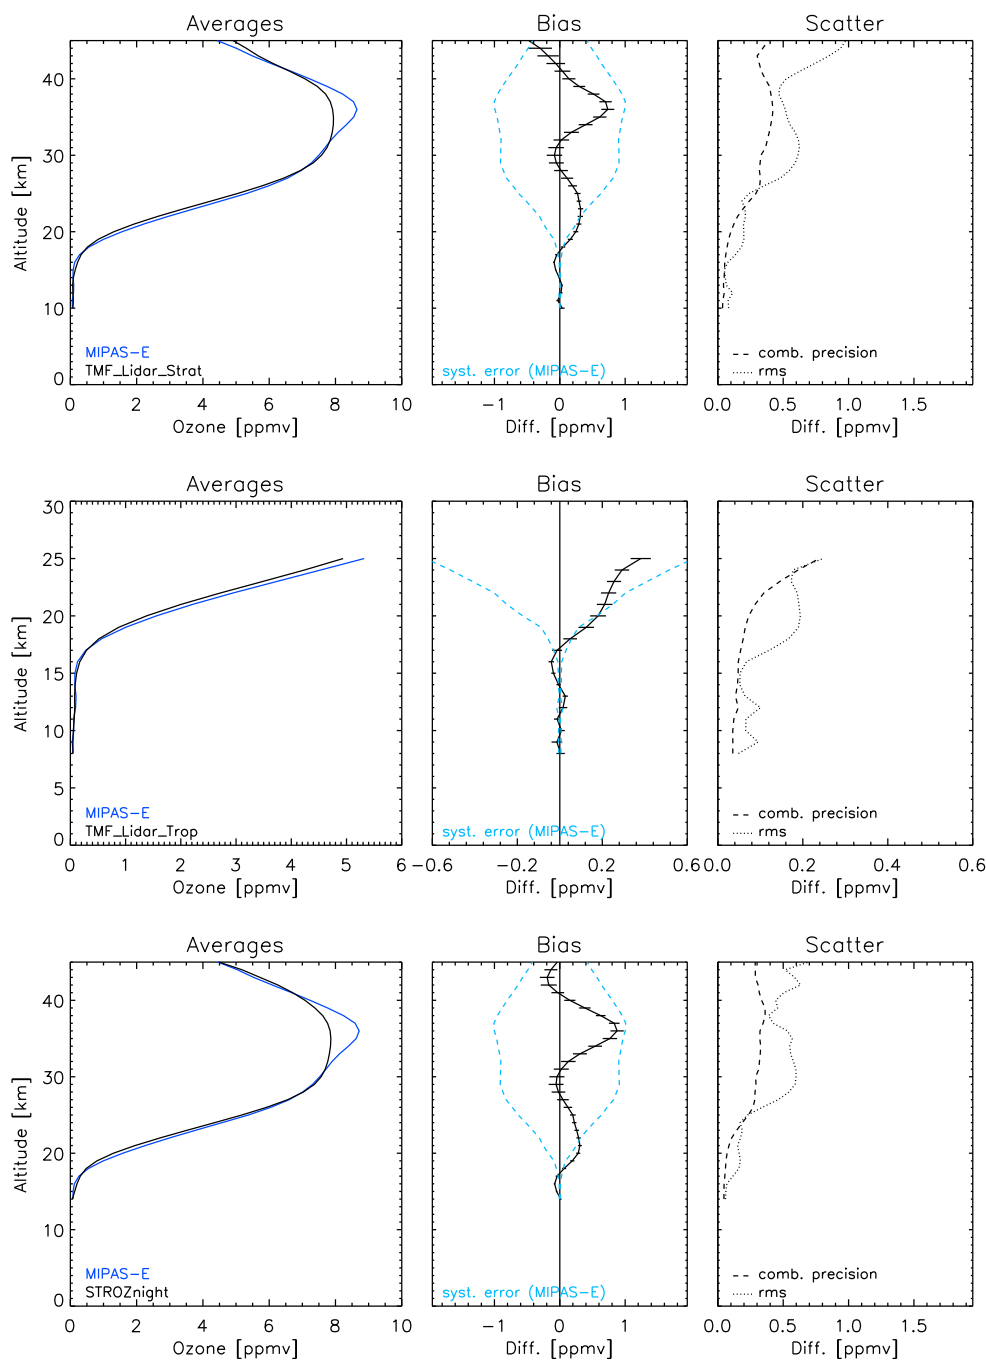 Averages Bias Scatter
Altitude [km]
40
30
20
10
0
MIPAS-E
TMF_Lidar_Strat
syst. error (MIPAS-E)
comb. precision
rms
0 2 4 6 8 10 -1 0 1 0.0 0.5 1.0 1.5
Ozone [ppmv] Diff. [ppmv] Diff. [ppmv]
Averages Bias Scatter
Altitude [km]
30
25
20
15
10
5
0
MIPAS-E
TMF_Lidar_Trop
syst. error (MIPAS-E)
comb. precision
rms
0 1 2 3 4 5 6 -0.6 -0.2 0.2 0.6 0.0 0.2 0.4 0.6
Ozone [ppmv] Diff. [ppmv] Diff. [ppmv]
Averages Bias Scatter
Altitude [km]
40
30
20
10
0
MIPAS-E
STROZnight
syst. error (MIPAS-E)
comb. precision
rms
0 2 4 6 8 10 -1 0 1 0.0 0.5 1.0 1.5
Ozone [ppmv] Diff. [ppmv] Diff. [ppmv]